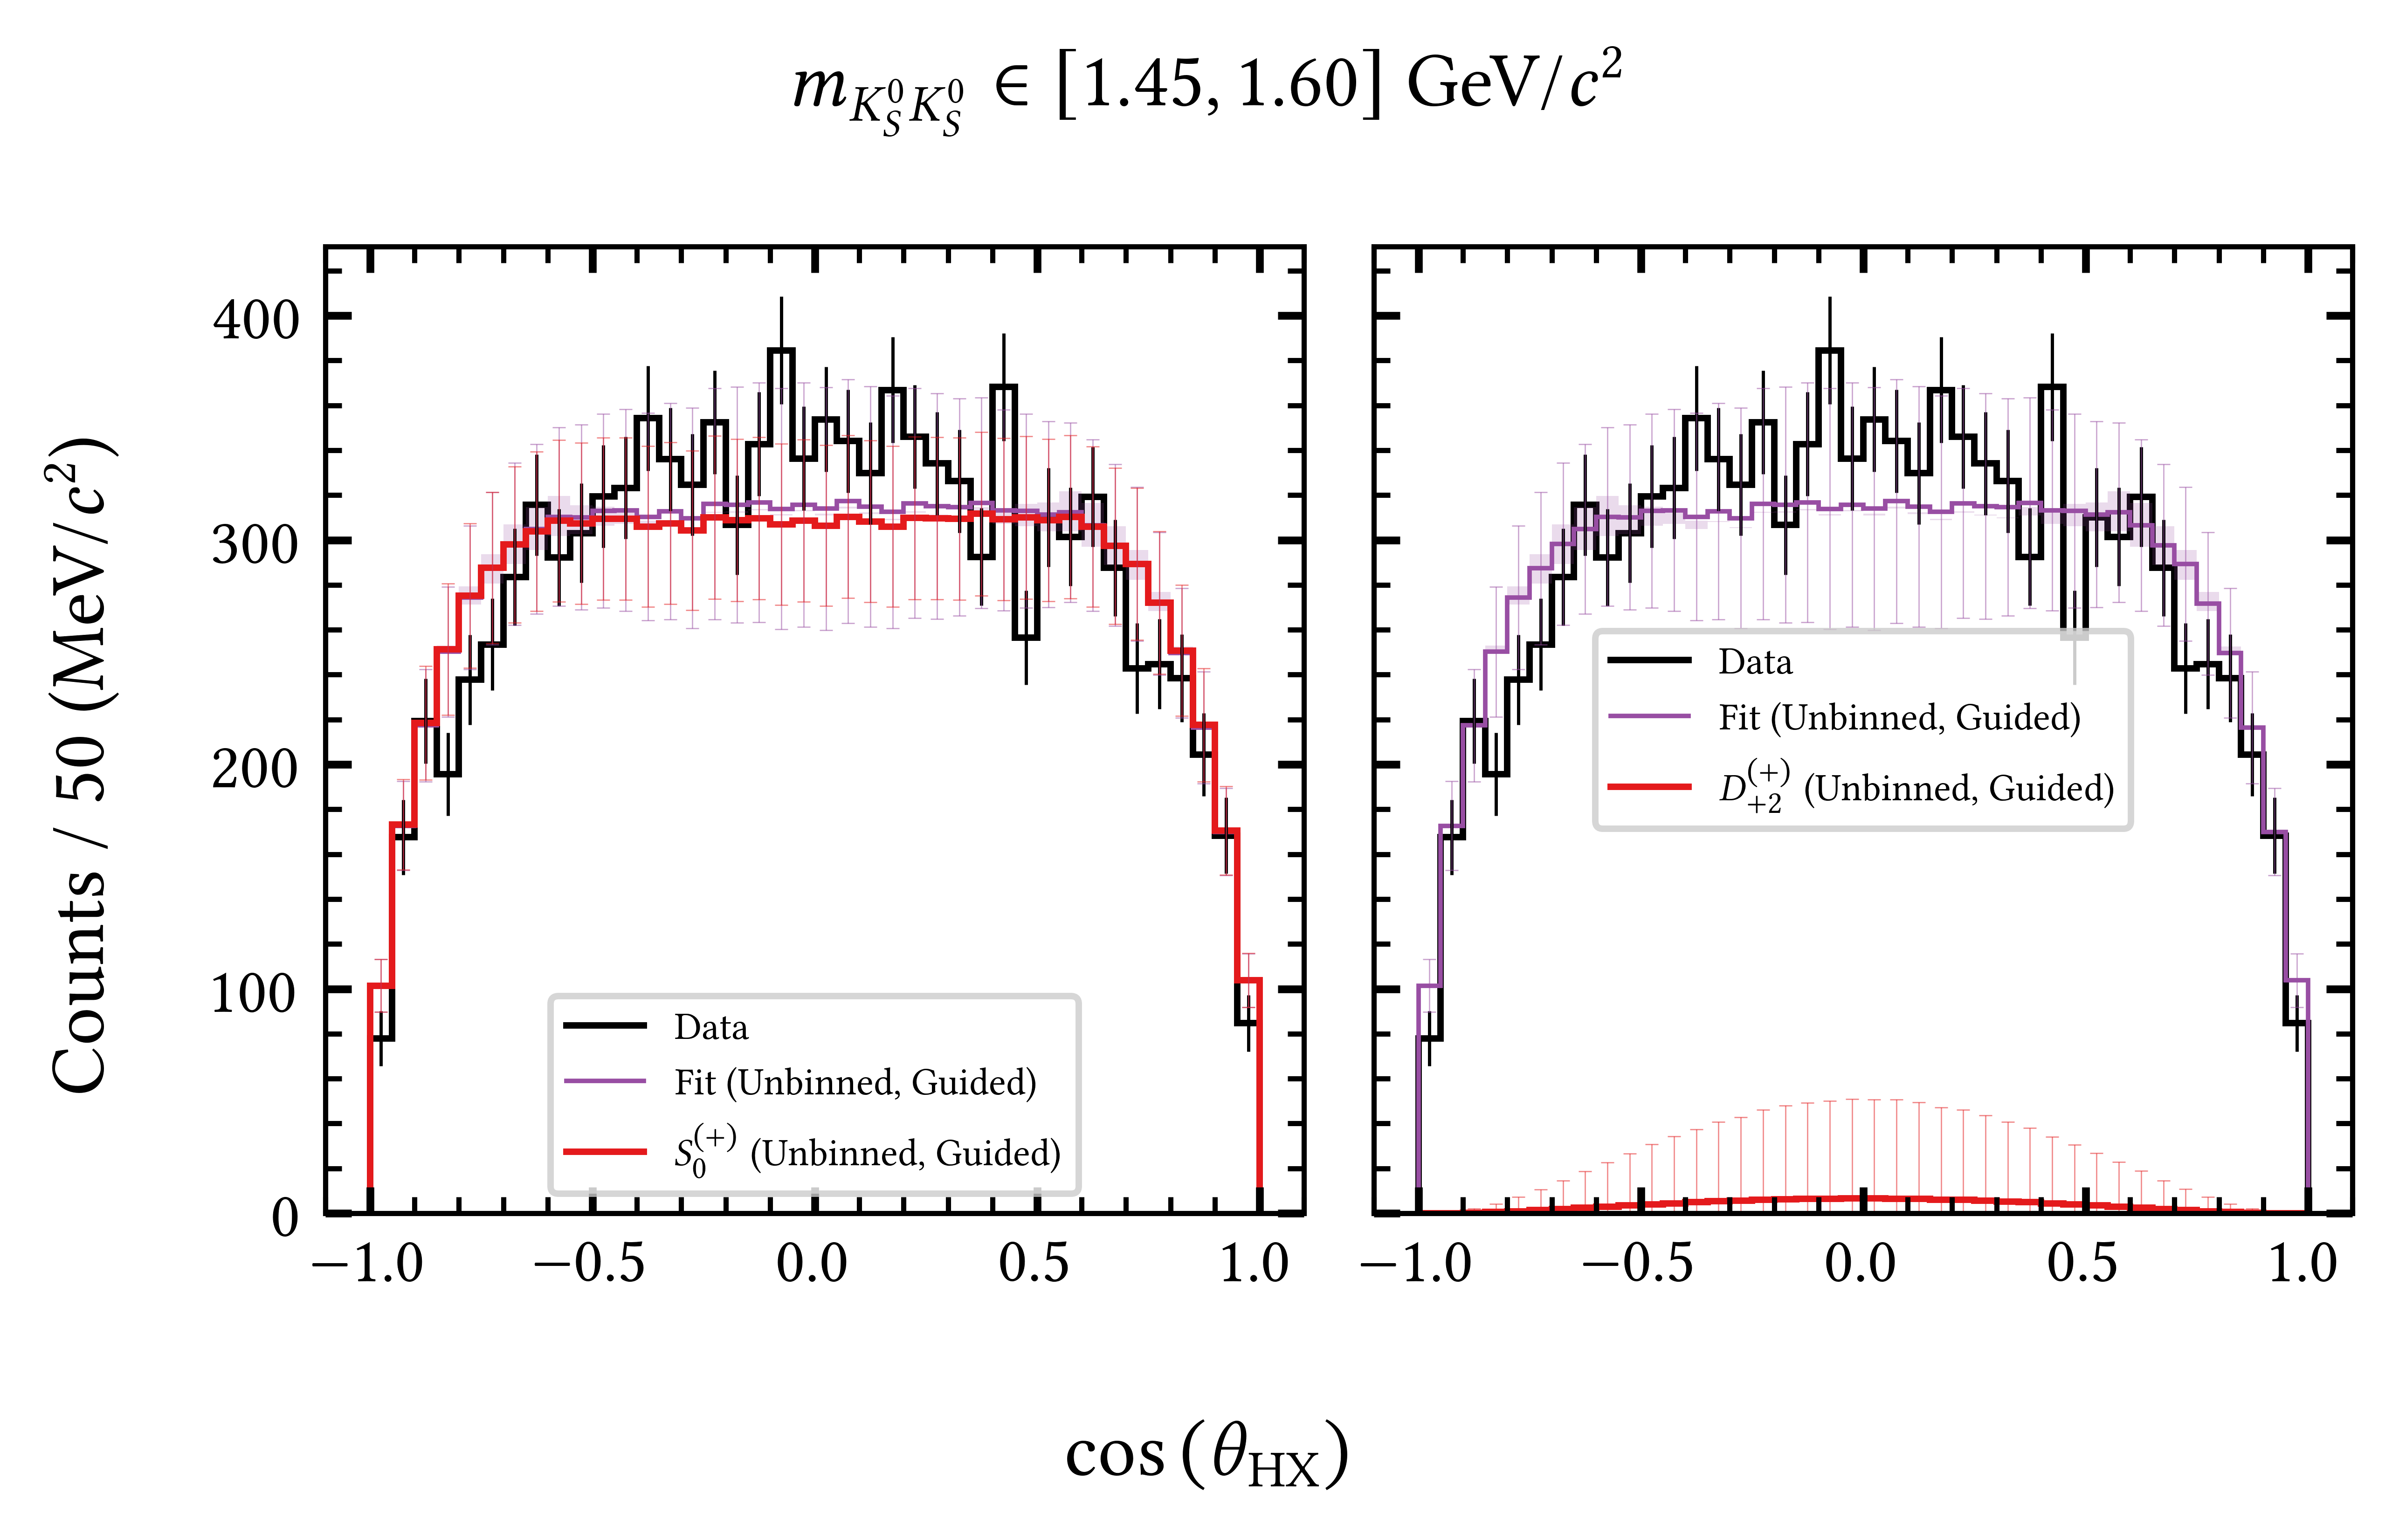 m_{K_S^0 K_S^0} ∈ [1.45, 1.60] GeV/c²
Counts / 50 (MeV/c²)
400
300
200
100
0
Data
Fit (Unbinned, Guided)
S_0^{(+)} (Unbinned, Guided)
−1.0 −0.5 0.0 0.5 1.0
Data
Fit (Unbinned, Guided)
D_{+2}^{(+)} (Unbinned, Guided)
−1.0 −0.5 0.0 0.5 1.0
cos (θ_{HX})